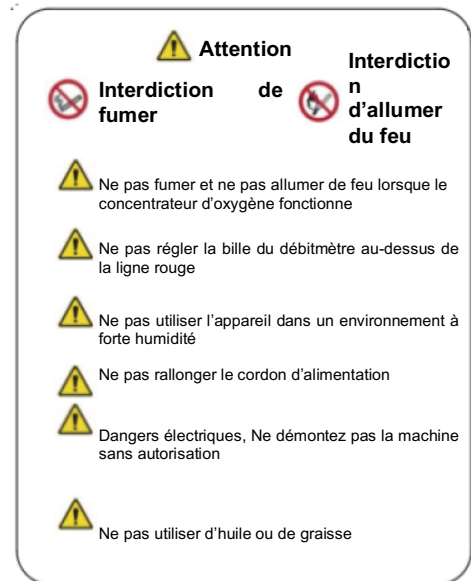 Attention
Interdiction de
fumer
Interdictio
n
d’allumer
du feu
Ne pas fumer et ne pas allumer de feu lorsque le
concentrateur d’oxygène fonctionne
Ne pas régler la bille du débitmètre au-dessus de
la ligne rouge
Ne pas utiliser l’appareil dans un environnement à
forte humidité
Ne pas rallonger le cordon d’alimentation
Dangers électriques, Ne démontez pas la machine
sans autorisation
Ne pas utiliser d’huile ou de graisse